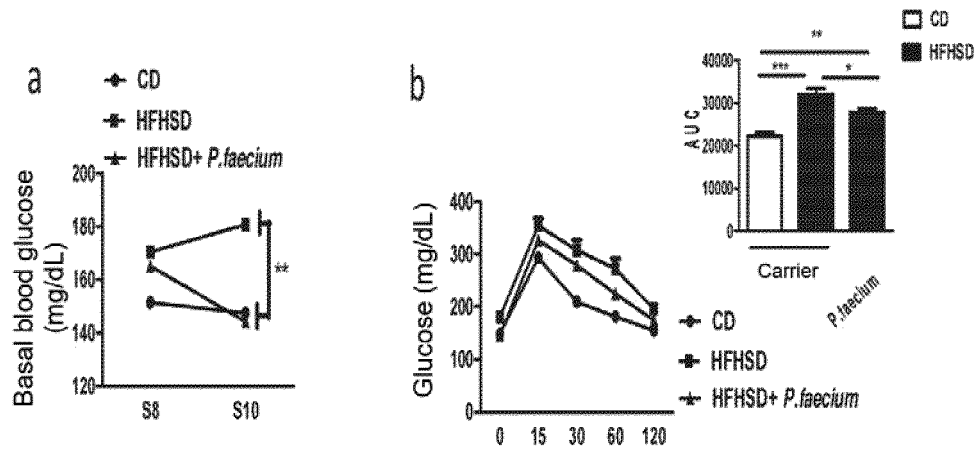 a
CD
HFHSD
HFHSD+ P.faecium
Basal blood glucose
(mg/dL)
200
180
160
140
120
S8
S10
**
b
Glucose (mg/dL)
400
300
200
100
0
0
15
30
60
120
CD
HFHSD
HFHSD+ P.faecium
CD
HFHSD
AUC
40000
30000
20000
10000
0
**
***
*
Carrier
P.faecium